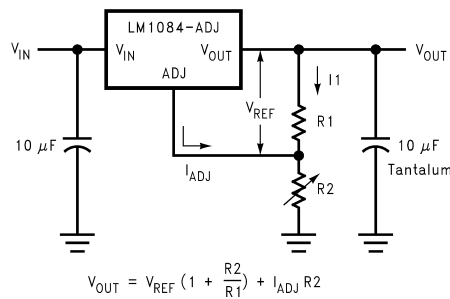 LM1084-ADJ
V_IN
V_IN
V_OUT
V_OUT
ADJ
I1
V_REF
R1
10 μF
10 μF
Tantalum
I_ADJ
R2
V_OUT = V_REF (1 + R2/R1) + I_ADJ R2